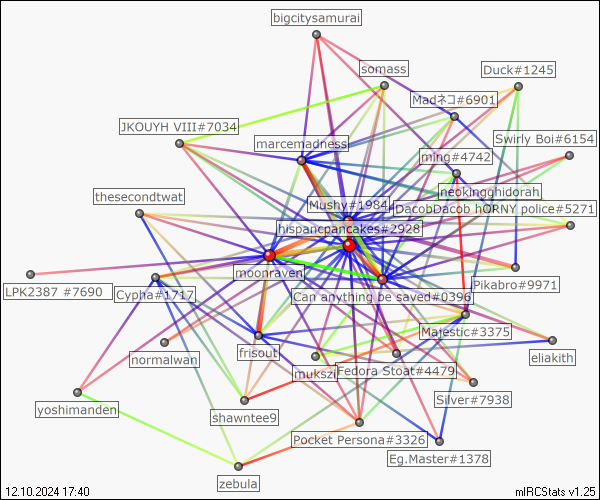 bigcitysamurai
somass
Duck#1245
Madネコ#6901
JKOUYH VIII#7034
Swirly Boi#6154
marcemadness
ming#4742
thesecondtwat
neokingghidorah
Mushy#1984
DacobDacob hORNY police#5271
hispancpancakes#2928
moonraven
Pikabro#9971
LPK2387 #7690
Cypha#1717
Can anything be saved#0396
Majestic#3375
frisout
normalwan
eliakith
mukszi
Fedora Stoat#4479
Silver#7938
yoshimanden
shawntee9
Pocket Persona#3326
Eg.Master#1378
zebula
12.10.2024 17:40
mIRCStats v1.25